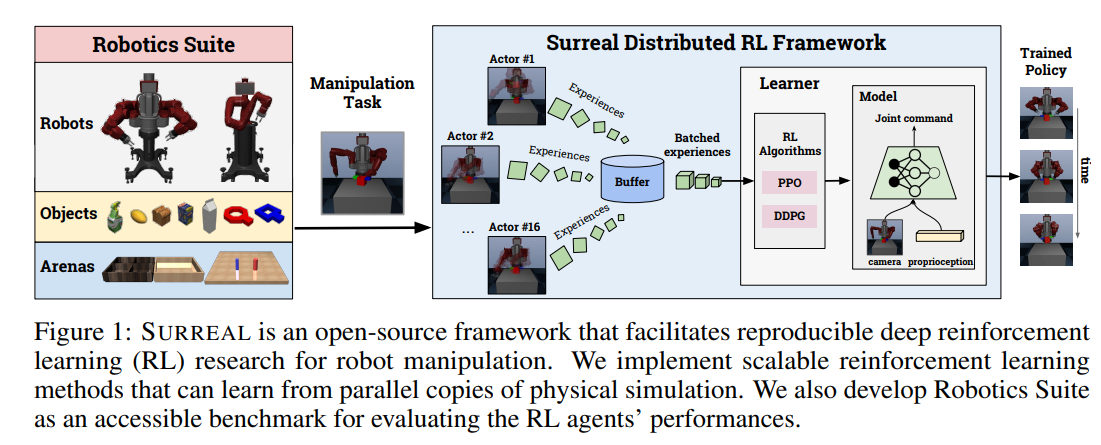 Robotics Suite
Robots
Objects
Arenas
Manipulation
Task
Surreal Distributed RL Framework
Actor #1
Experiences
Actor #2
Experiences
...
Actor #16
Experiences
Buffer
Batched
experiences
Learner
RL
Algorithms
PPO
DDPG
Model
Joint command
camera
proprioception
Trained
Policy
time
Figure 1: SURREAL is an open-source framework that facilitates reproducible deep reinforcement
learning (RL) research for robot manipulation. We implement scalable reinforcement learning
methods that can learn from parallel copies of physical simulation. We also develop Robotics Suite
as an accessible benchmark for evaluating the RL agents’ performances.